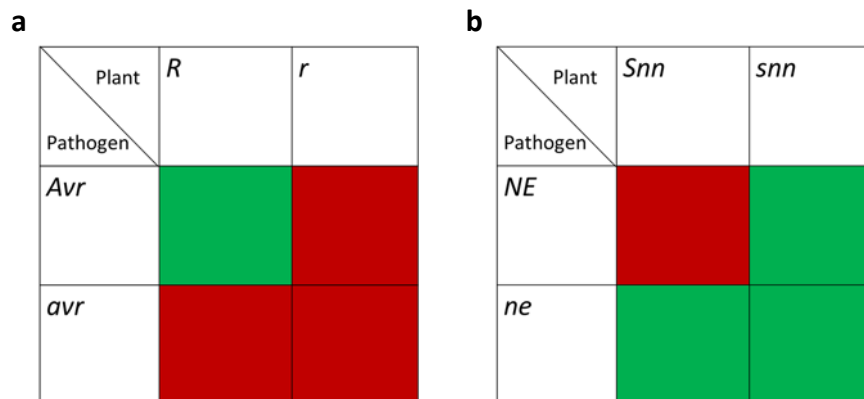 a
Plant
Pathogen
R
r
Avr
avr
b
Plant
Pathogen
Snn
snn
NE
ne